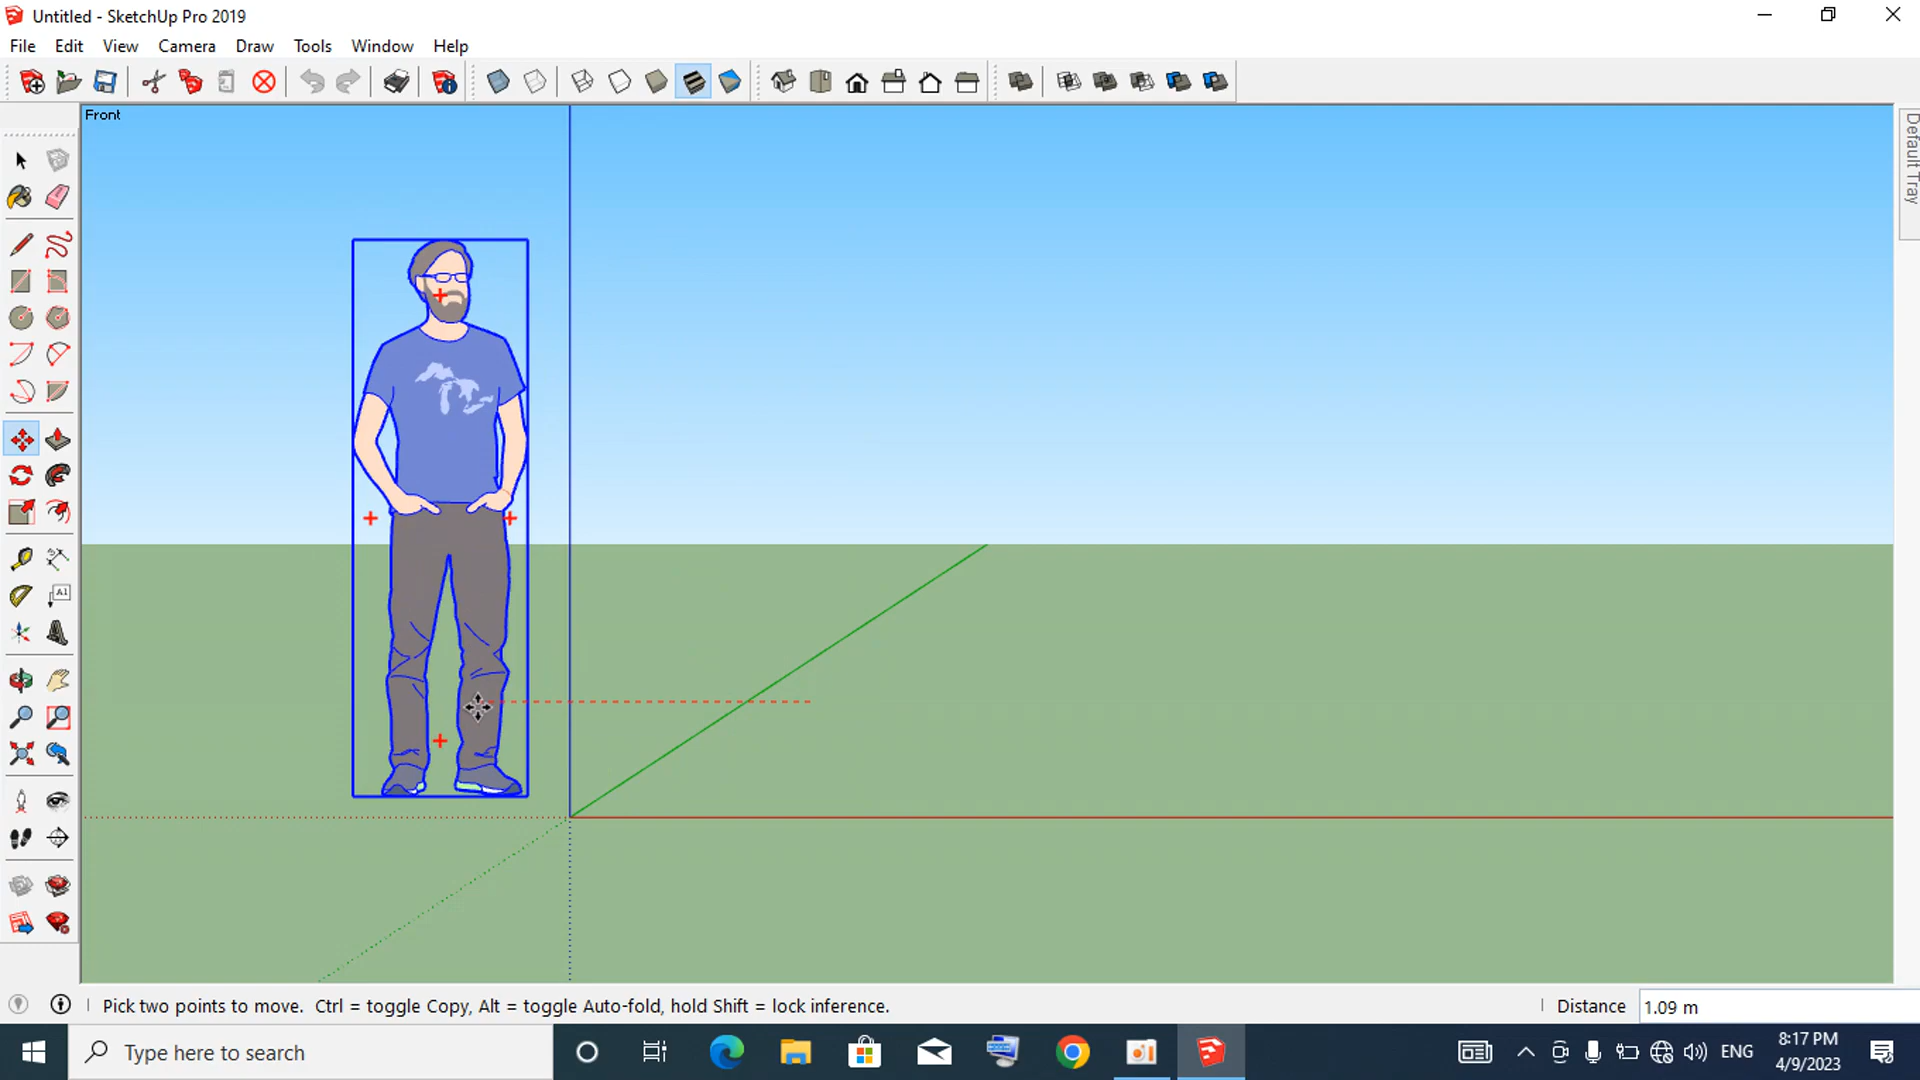 Untitled - SketchUp Pro 2019
File Edit View Camera Draw Tools Window Help
Front
Default Tray
A1
Pick two points to move. Ctrl = toggle Copy, Alt = toggle Auto-fold, hold Shift = lock inference.
Distance 1.09 m
Type here to search
ENG
8:17 PM
4/9/2023